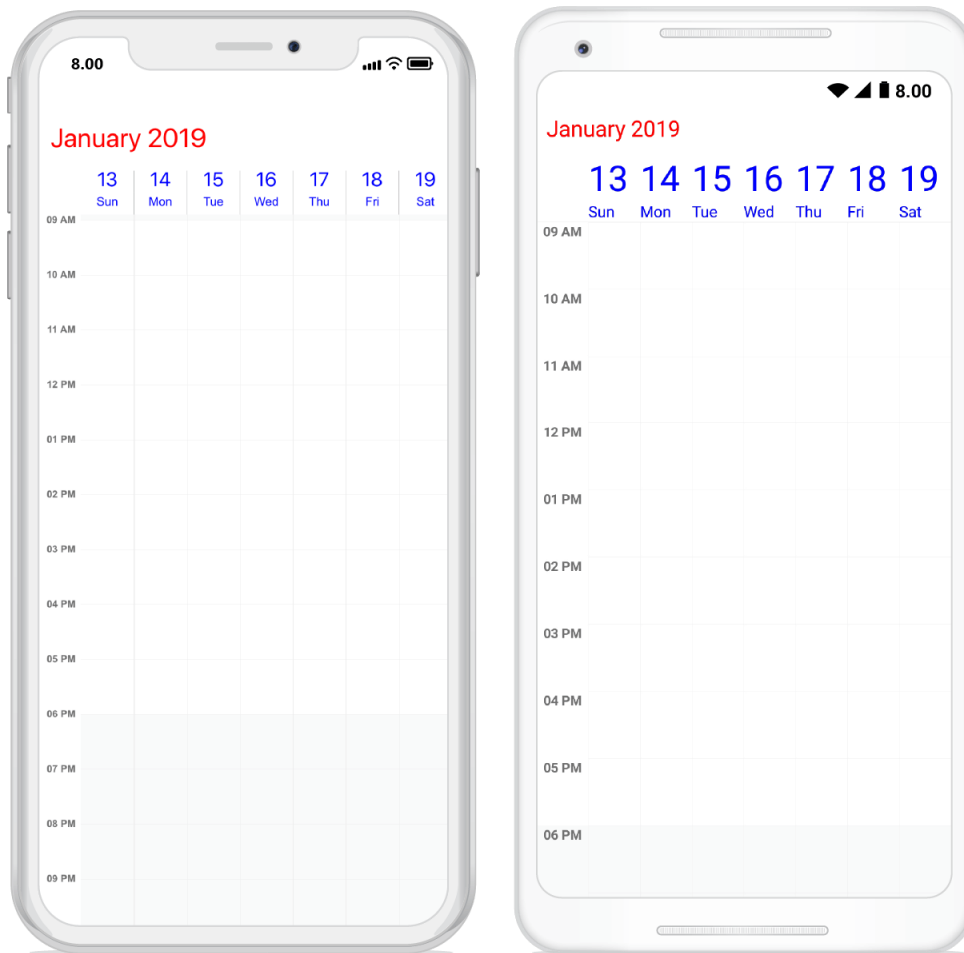 8.00
January 2019
13 14 15 16 17 18 19
Sun Mon Tue Wed Thu Fri Sat
09 AM
10 AM
11 AM
12 PM
01 PM
02 PM
03 PM
04 PM
05 PM
06 PM
07 PM
08 PM
09 PM
8.00
January 2019
13 14 15 16 17 18 19
Sun Mon Tue Wed Thu Fri Sat
09 AM
10 AM
11 AM
12 PM
01 PM
02 PM
03 PM
04 PM
05 PM
06 PM